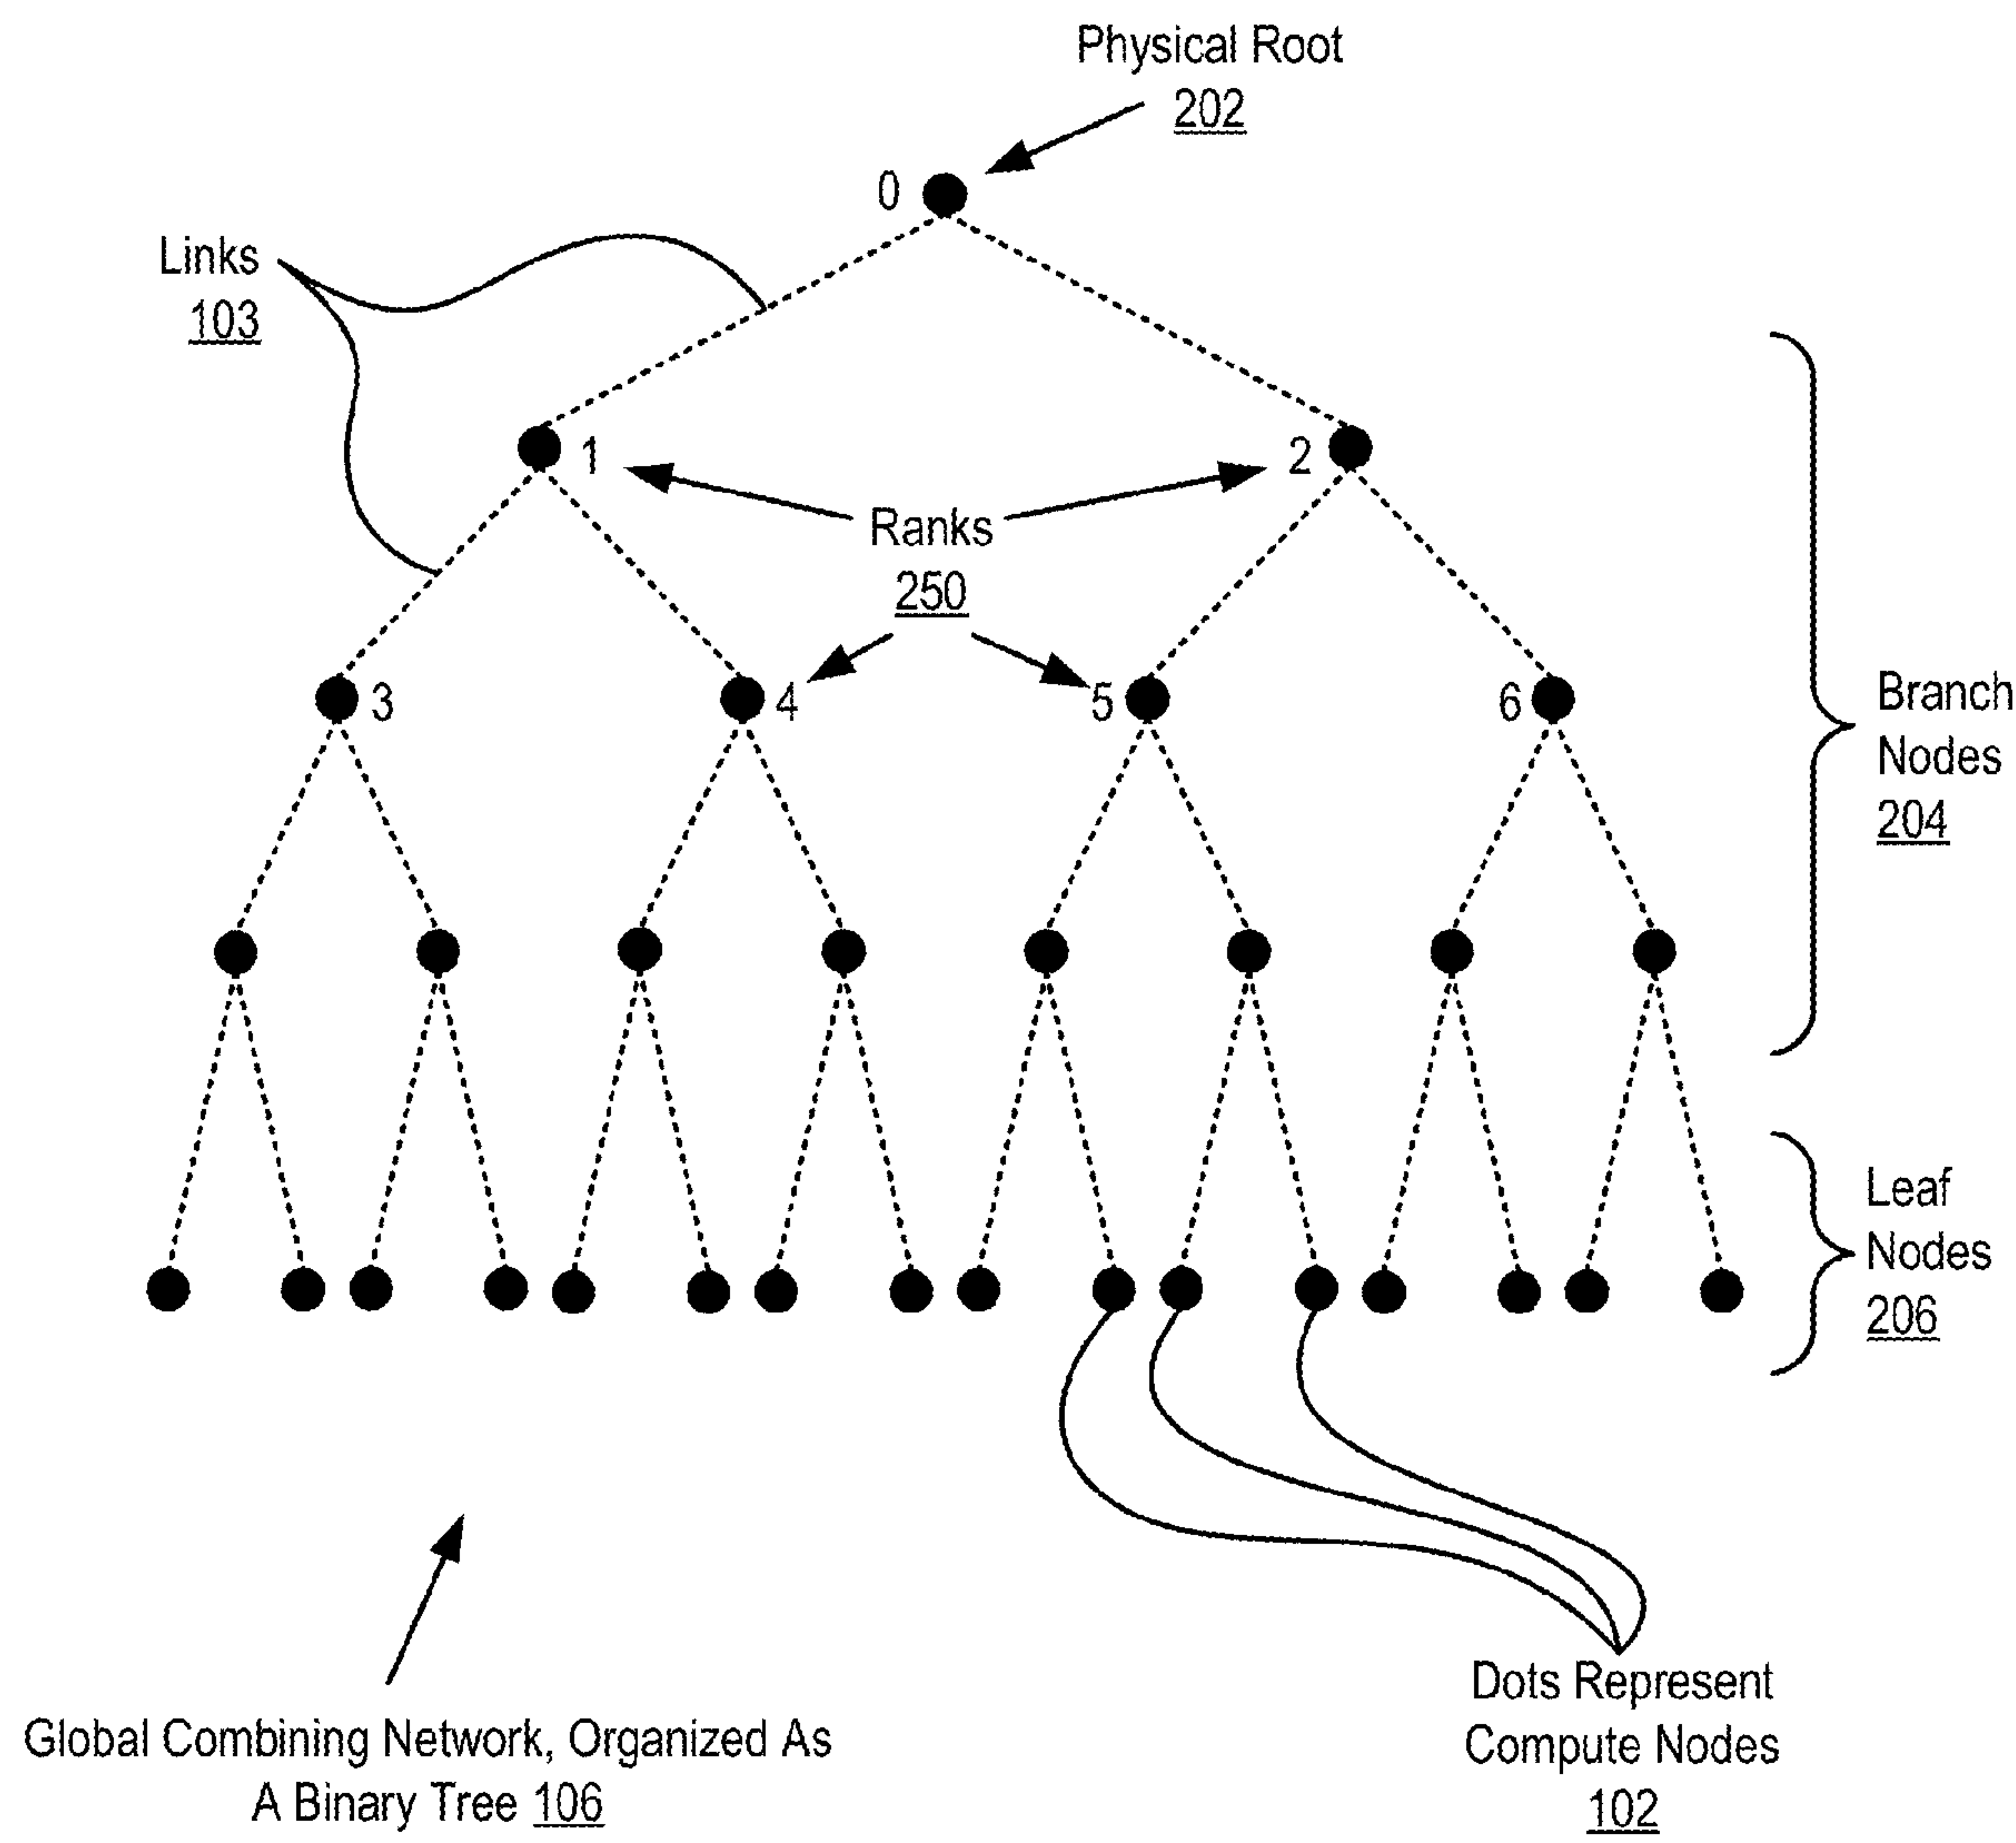 Physical Root
202
0
Links
103
1
2
Ranks
250
3
4
5
6
Branch
Nodes
204
Leaf
Nodes
206
Dots Represent
Compute Nodes
102
Global Combining Network, Organized As
A Binary Tree 106